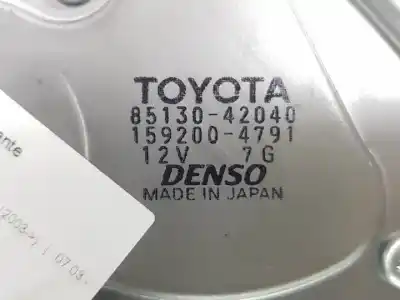 TOYOTA
85130-42040
159200-4791
12V 7G
DENSO
MADE IN JAPAN
ante